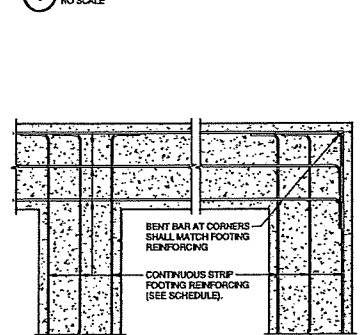 NO SCALE
BENT BAR AT CORNERS
SHALL MATCH FOOTING
REINFORCING
CONTINUOUS STRIP
FOOTING REINFORCING
(SEE SCHEDULE).